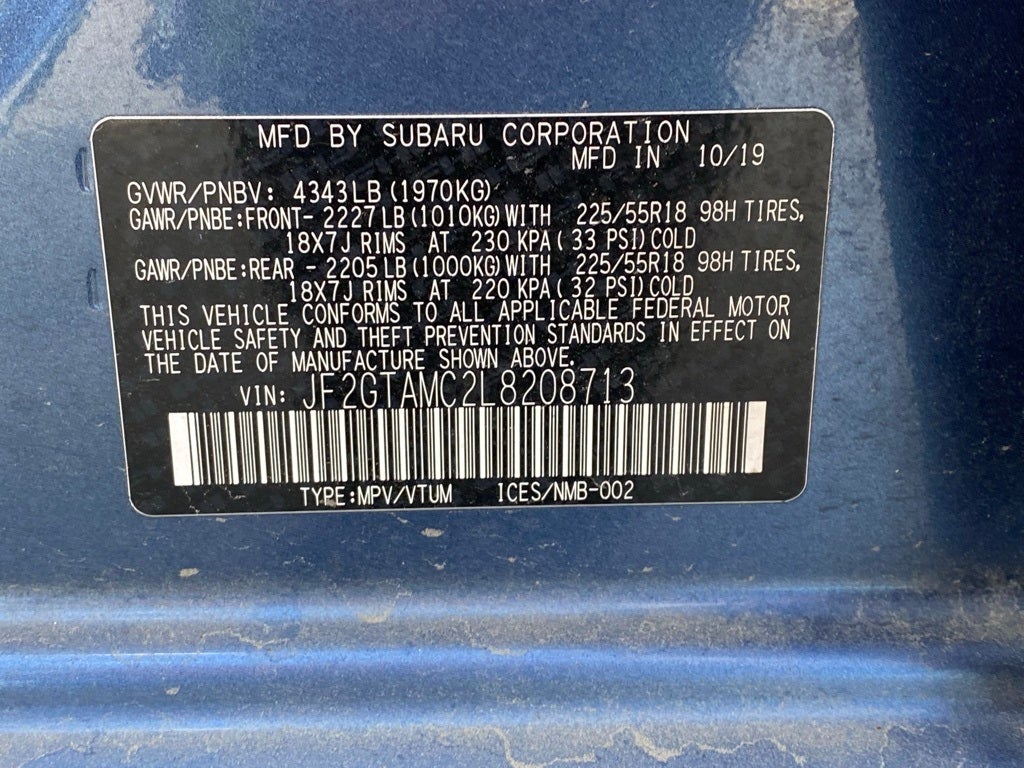 MFD BY SUBARU CORPORATION
MFD IN 10/19
GVWR/PNBV: 4343LB (1970KG)
GAWR/PNBE:FRONT- 2227LB (1010KG) WITH 225/55R18 98H TIRES,
18X7J RIMS AT 230 KPA ( 33 PSI) COLD
GAWR/PNBE:REAR - 2205LB (1000KG) WITH 225/55R18 98H TIRES,
18X7J RIMS AT 220 KPA ( 32 PSI) COLD
THIS VEHICLE CONFORMS TO ALL APPLICABLE FEDERAL MOTOR
VEHICLE SAFETY AND THEFT PREVENTION STANDARDS IN EFFECT ON
THE DATE OF MANUFACTURE SHOWN ABOVE.
VIN: JF2GTAMC2L8208713
TYPE:MPV/VTUM ICES/NMB-002